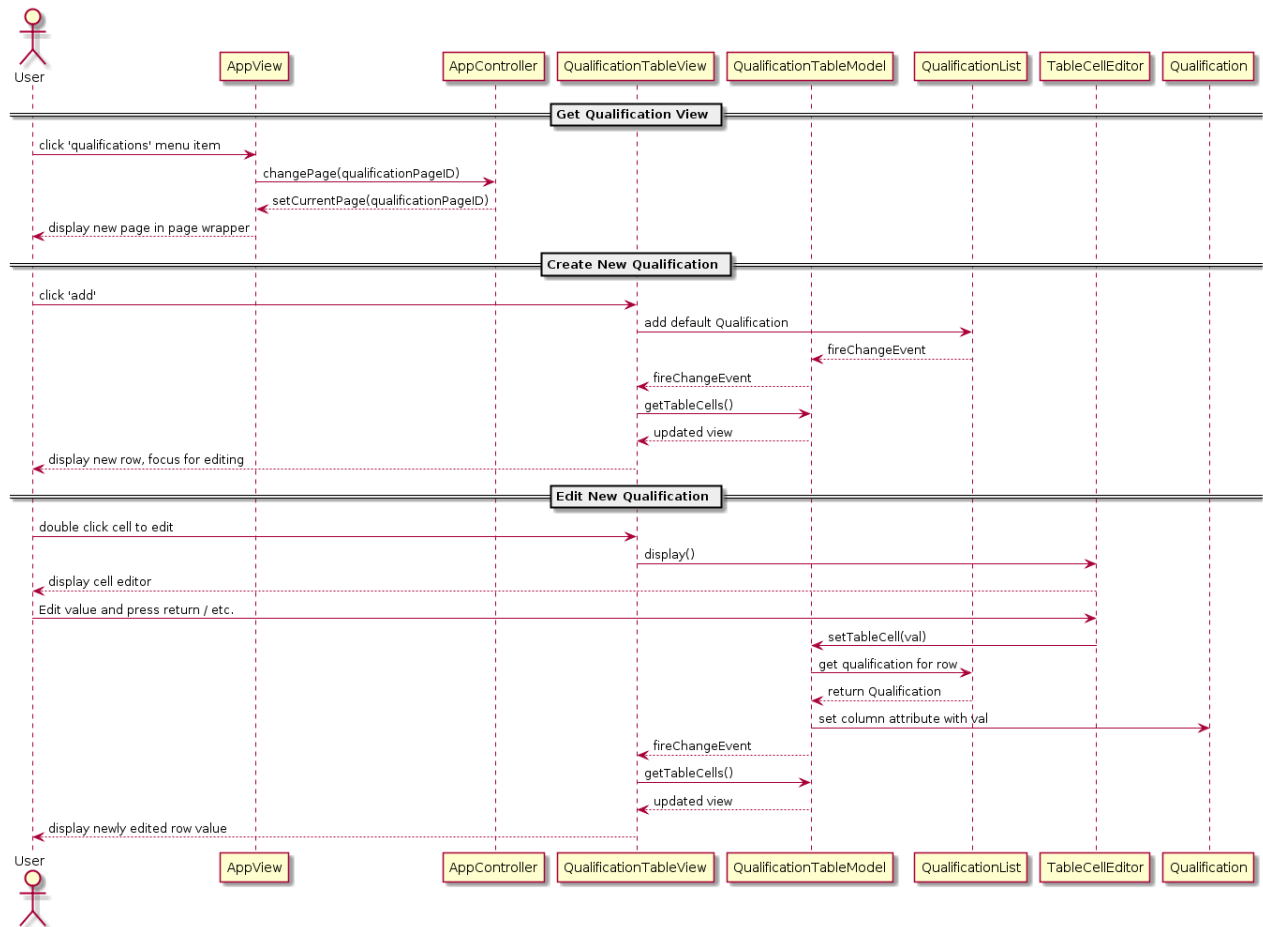 User
AppView
AppController
QualificationTableView
QualificationTableModel
QualificationList
TableCellEditor
Qualification
Get Qualification View
click 'qualifications' menu item
changePage(qualificationPageID)
setCurrentPage(qualificationPageID)
display new page in page wrapper
Create New Qualification
click 'add'
add default Qualification
fireChangeEvent
fireChangeEvent
getTableCells()
updated view
display new row, focus for editing
Edit New Qualification
double click cell to edit
display()
display cell editor
Edit value and press return / etc.
setTableCell(val)
get qualification for row
return Qualification
set column attribute with val
fireChangeEvent
getTableCells()
updated view
display newly edited row value
User
AppView
AppController
QualificationTableView
QualificationTableModel
QualificationList
TableCellEditor
Qualification